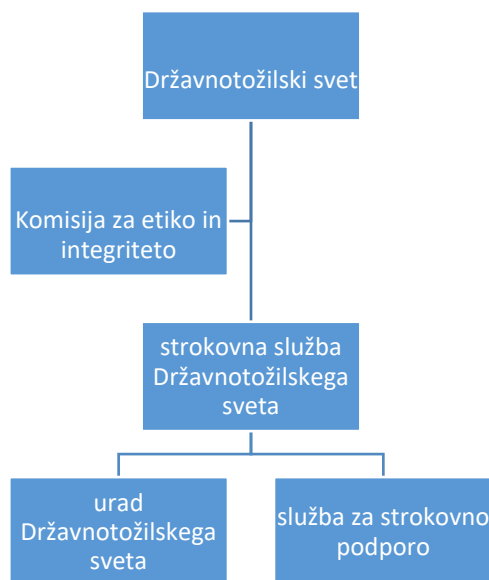 Državnotožilski svet
Komisija za etiko in
integriteto
strokovna služba
Državnotožilskega
sveta
urad
Državnotožilskega
sveta
služba za strokovno
podporo